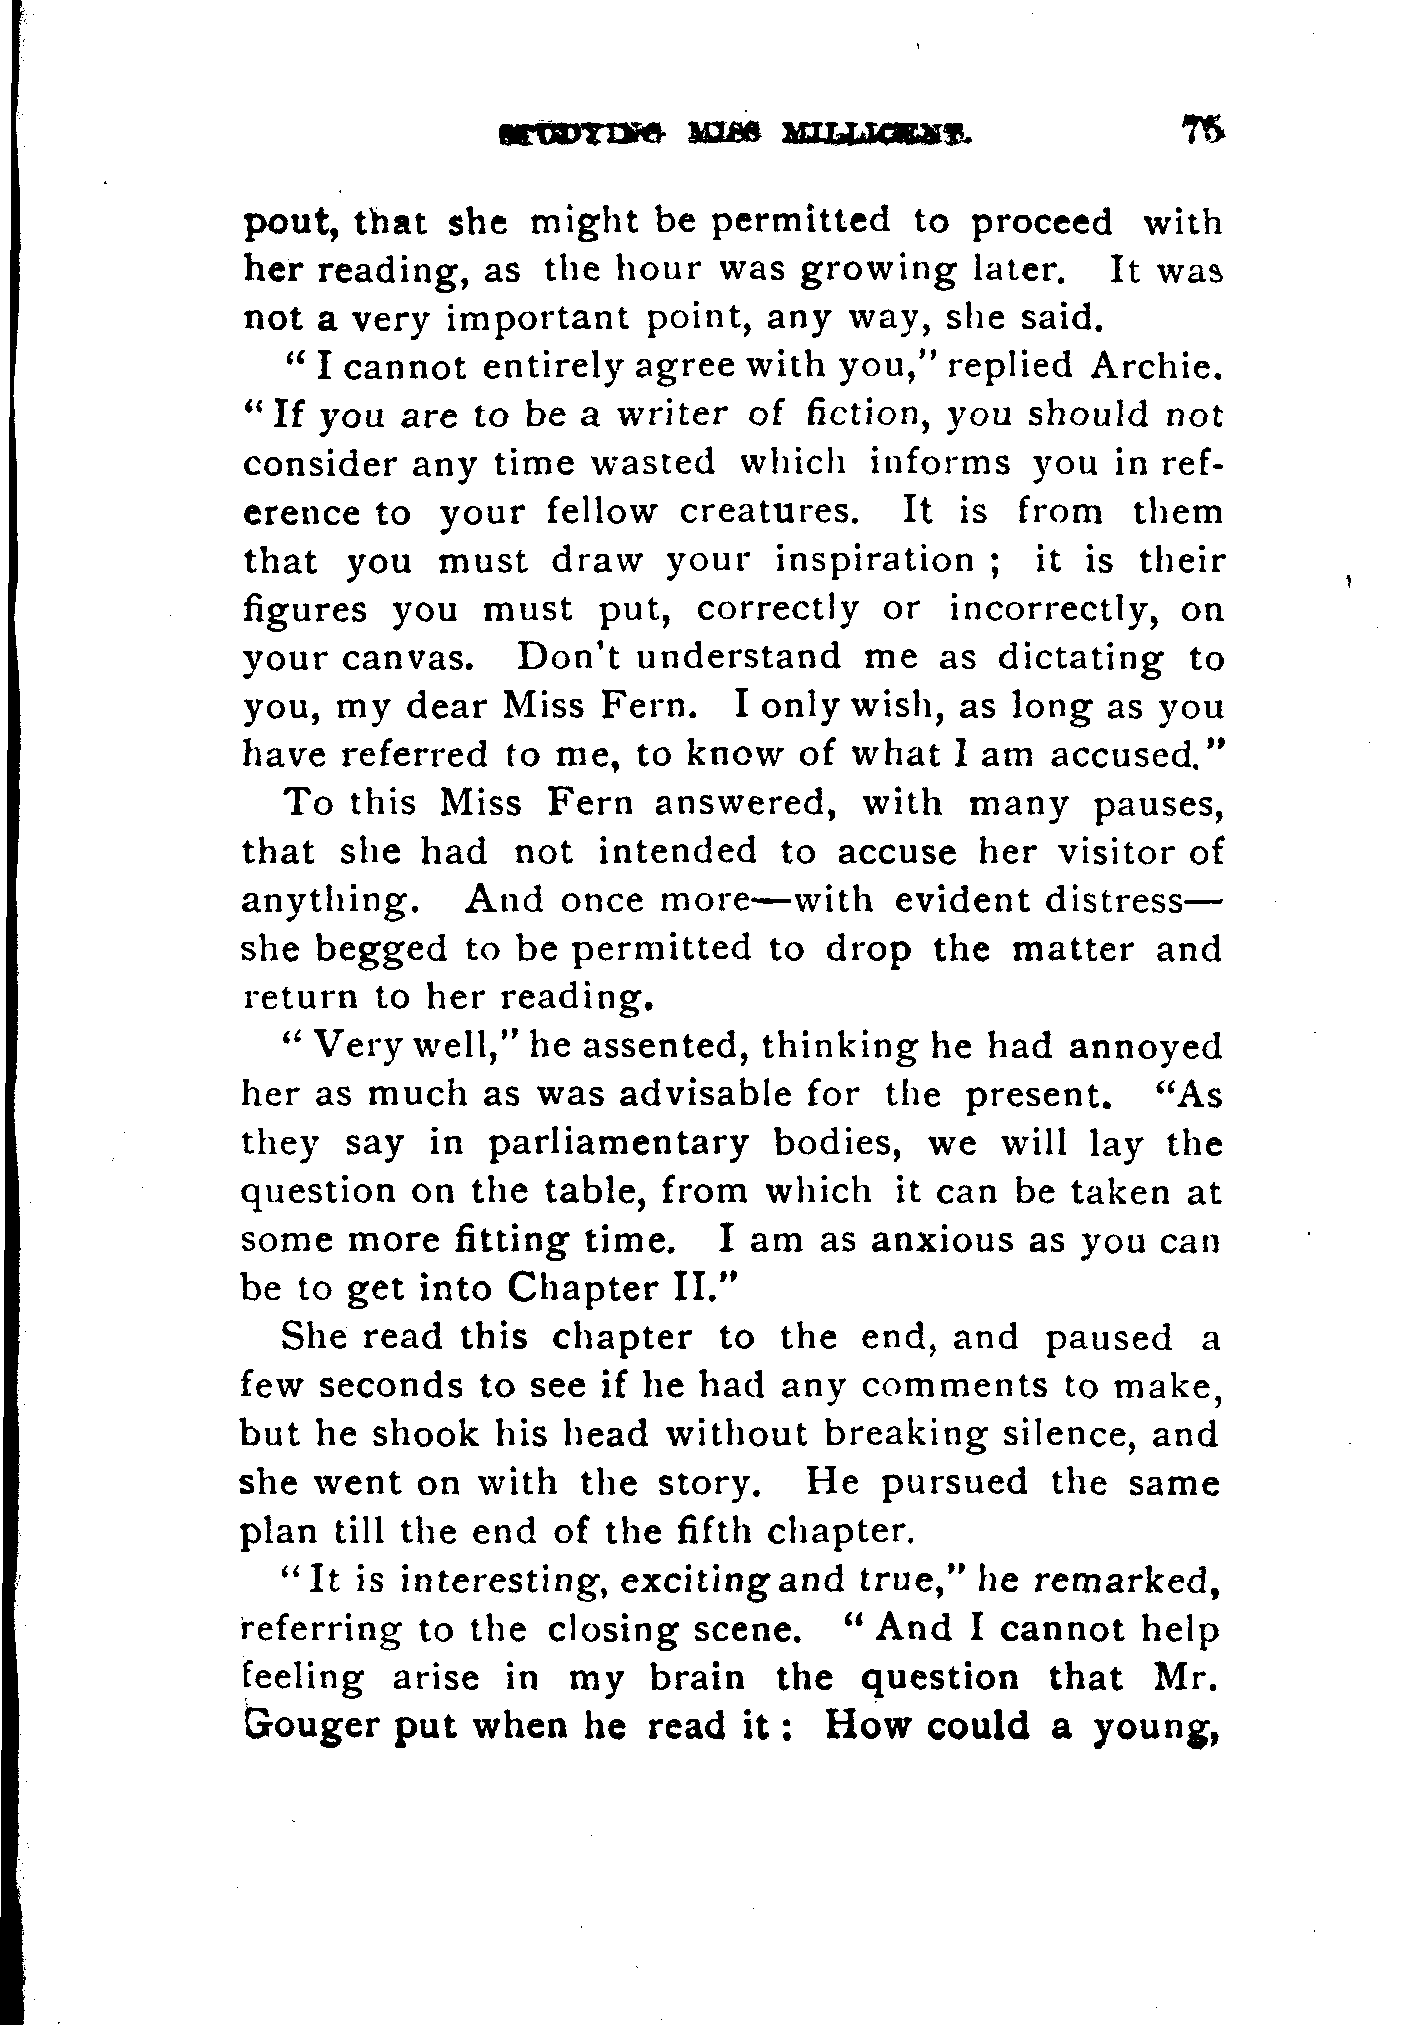 STUDYING MISS MILLICENT. 75
pout, that she might be permitted to proceed with
her reading, as the hour was growing later. It was
not a very important point, any way, she said.
“ I cannot entirely agree with you,” replied Archie.
“ If you are to be a writer of fiction, you should not
consider any time wasted which informs you in ref-
erence to your fellow creatures. It is from them
that you must draw your inspiration ; it is their
figures you must put, correctly or incorrectly, on
your canvas. Don’t understand me as dictating to
you, my dear Miss Fern. I only wish, as long as you
have referred to me, to know of what I am accused.”
To this Miss Fern answered, with many pauses,
that she had not intended to accuse her visitor of
anything. And once more—with evident distress—
she begged to be permitted to drop the matter and
return to her reading.
“ Very well,” he assented, thinking he had annoyed
her as much as was advisable for the present. “As
they say in parliamentary bodies, we will lay the
question on the table, from which it can be taken at
some more fitting time. I am as anxious as you can
be to get into Chapter II.”
She read this chapter to the end, and paused a
few seconds to see if he had any comments to make,
but he shook his head without breaking silence, and
she went on with the story. He pursued the same
plan till the end of the fifth chapter.
“ It is interesting, exciting and true,” he remarked,
referring to the closing scene. “ And I cannot help
feeling arise in my brain the question that Mr.
Gouger put when he read it : How could a young,